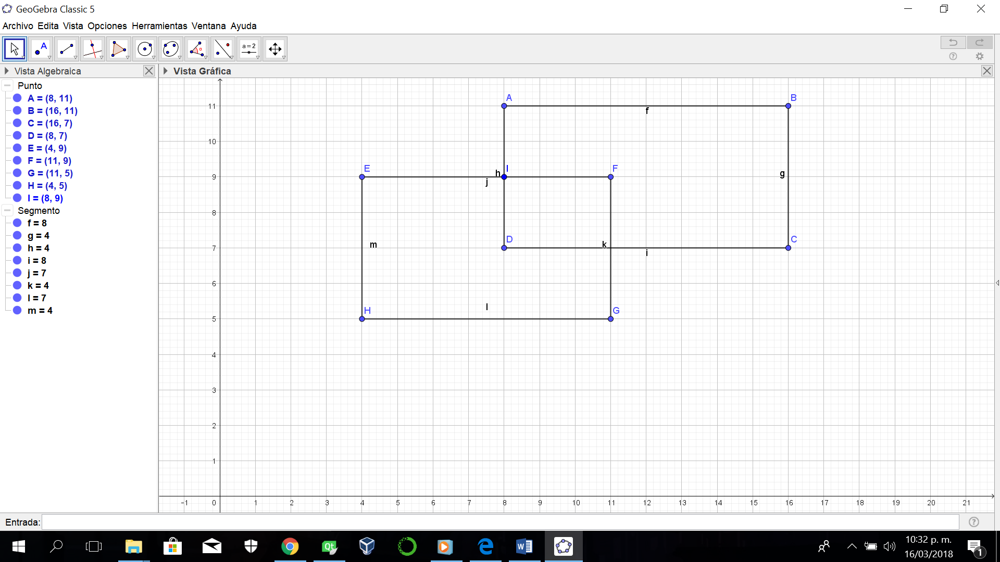 GeoGebra Classic 5
Archivo Edita Vista Opciones Herramientas Ventana Ayuda
A
α
a = 2
Vista Algebraica
Vista Gráfica
Punto
A = (8, 11)
B = (16, 11)
C = (16, 7)
D = (8, 7)
E = (4, 9)
F = (11, 9)
G = (11, 5)
H = (4, 5)
I = (8, 9)
Segmento
f = 8
g = 4
h = 4
i = 8
j = 7
k = 4
l = 7
m = 4
A
B
f
E
h
I
F
g
j
D
C
m
k
i
H
l
G
11
10
9
8
7
6
5
4
3
2
1
-1 0 1 2 3 4 5 6 7 8 9 10 11 12 13 14 15 16 17 18 19 20 21
Entrada:
Qt
W
10:32 p. m.
16/03/2018
1